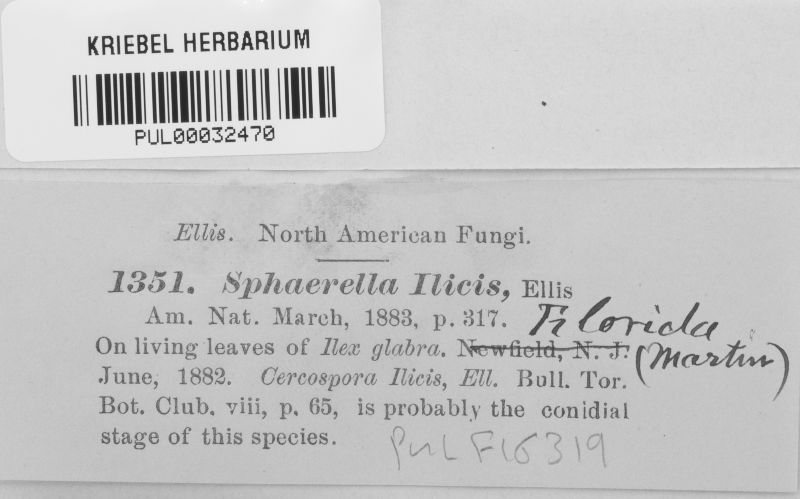 KRIEBEL HERBARIUM
PUL00032470
Ellis. North American Fungi.
1351. Sphaerella Ilicis, Ellis
Am. Nat. March, 1883, p. 317. Florida
On living leaves of Ilex glabra. Newfield, N. J. (Martin)
June, 1882. Cercospora Ilicis, Ell. Bull. Tor.
Bot. Club. viii, p. 65, is probably the conidial
stage of this species.
PUL F16319